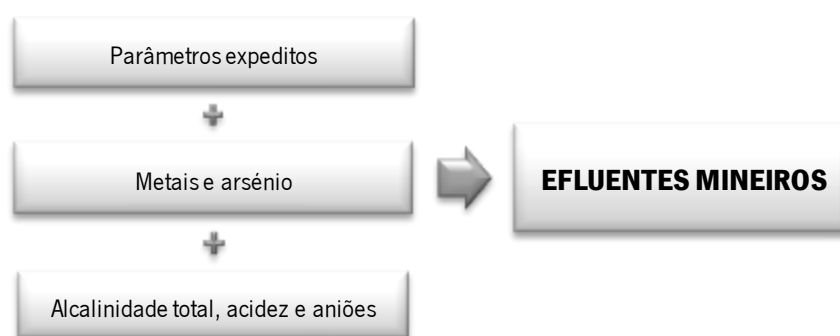 Parâmetros expeditos
Metais e arsénio
EFLUENTES MINEIROS
Alcalinidade total, acidez e aniões